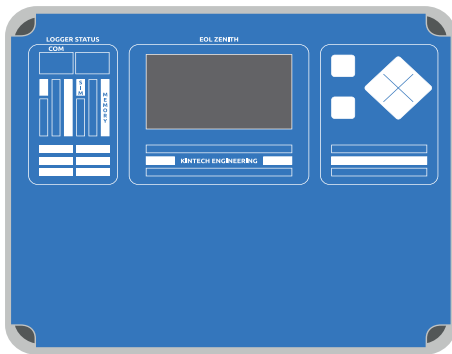 LOGGER STATUS
COM
SIM
MEMORY
EOL ZENITH
KINTECH ENGINEERING